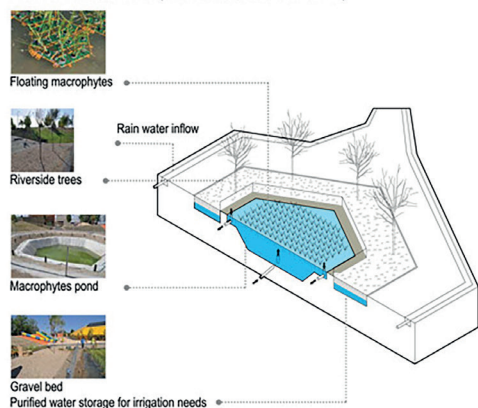 Floating macrophytes
Rain water inflow
Riverside trees
Macrophytes pond
Gravel bed
Purified water storage for irrigation needs